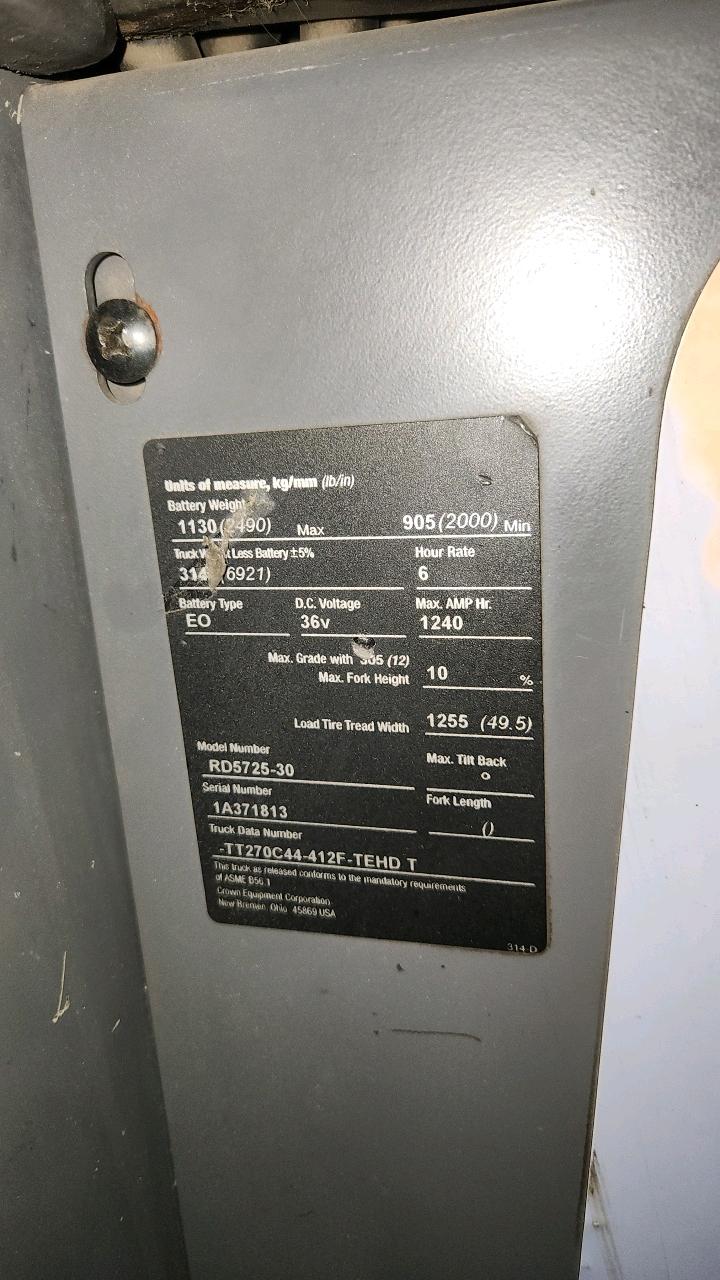 Units of measure, kg/mm (lb/in)
Battery Weight
1130 (2490) Max 905 (2000) Min
Truck Less Battery ±5% Hour Rate
(6921) 6
Battery Type D.C. Voltage Max. AMP Hr.
EO 36v 1240
Max. Grade with 305 (12)
Max. Fork Height 10 %
Load Tire Tread Width 1255 (49.5)
Model Number Max. Tilt Back
RD5725-30 o
Serial Number Fork Length
1A371813 ()
Truck Data Number
-TT270C44-412F-TEHD T
This truck as released conforms to the mandatory requirements
of ASME B56.1
Crown Equipment Corporation
New Bremen, Ohio 45869 USA
314-D